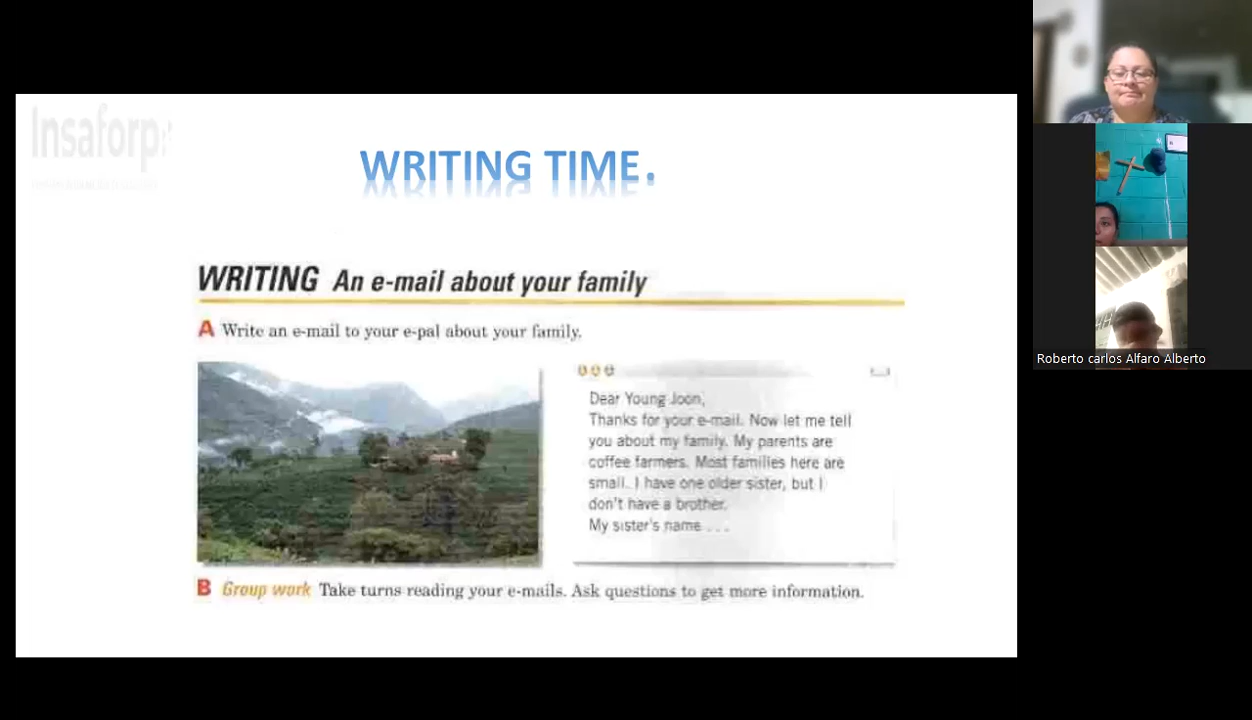 Insaforp
WRITING TIME.
WRITING An e-mail about your family
A Write an e-mail to your e-pal about your family.
Dear Young Joon,
Thanks for your e-mail. Now let me tell
you about my family. My parents are
coffee farmers. Most families here are
small. I have one older sister, but I
don't have a brother.
My sister's name . . .
B Group work Take turns reading your e-mails. Ask questions to get more information.
Roberto carlos Alfaro Alberto